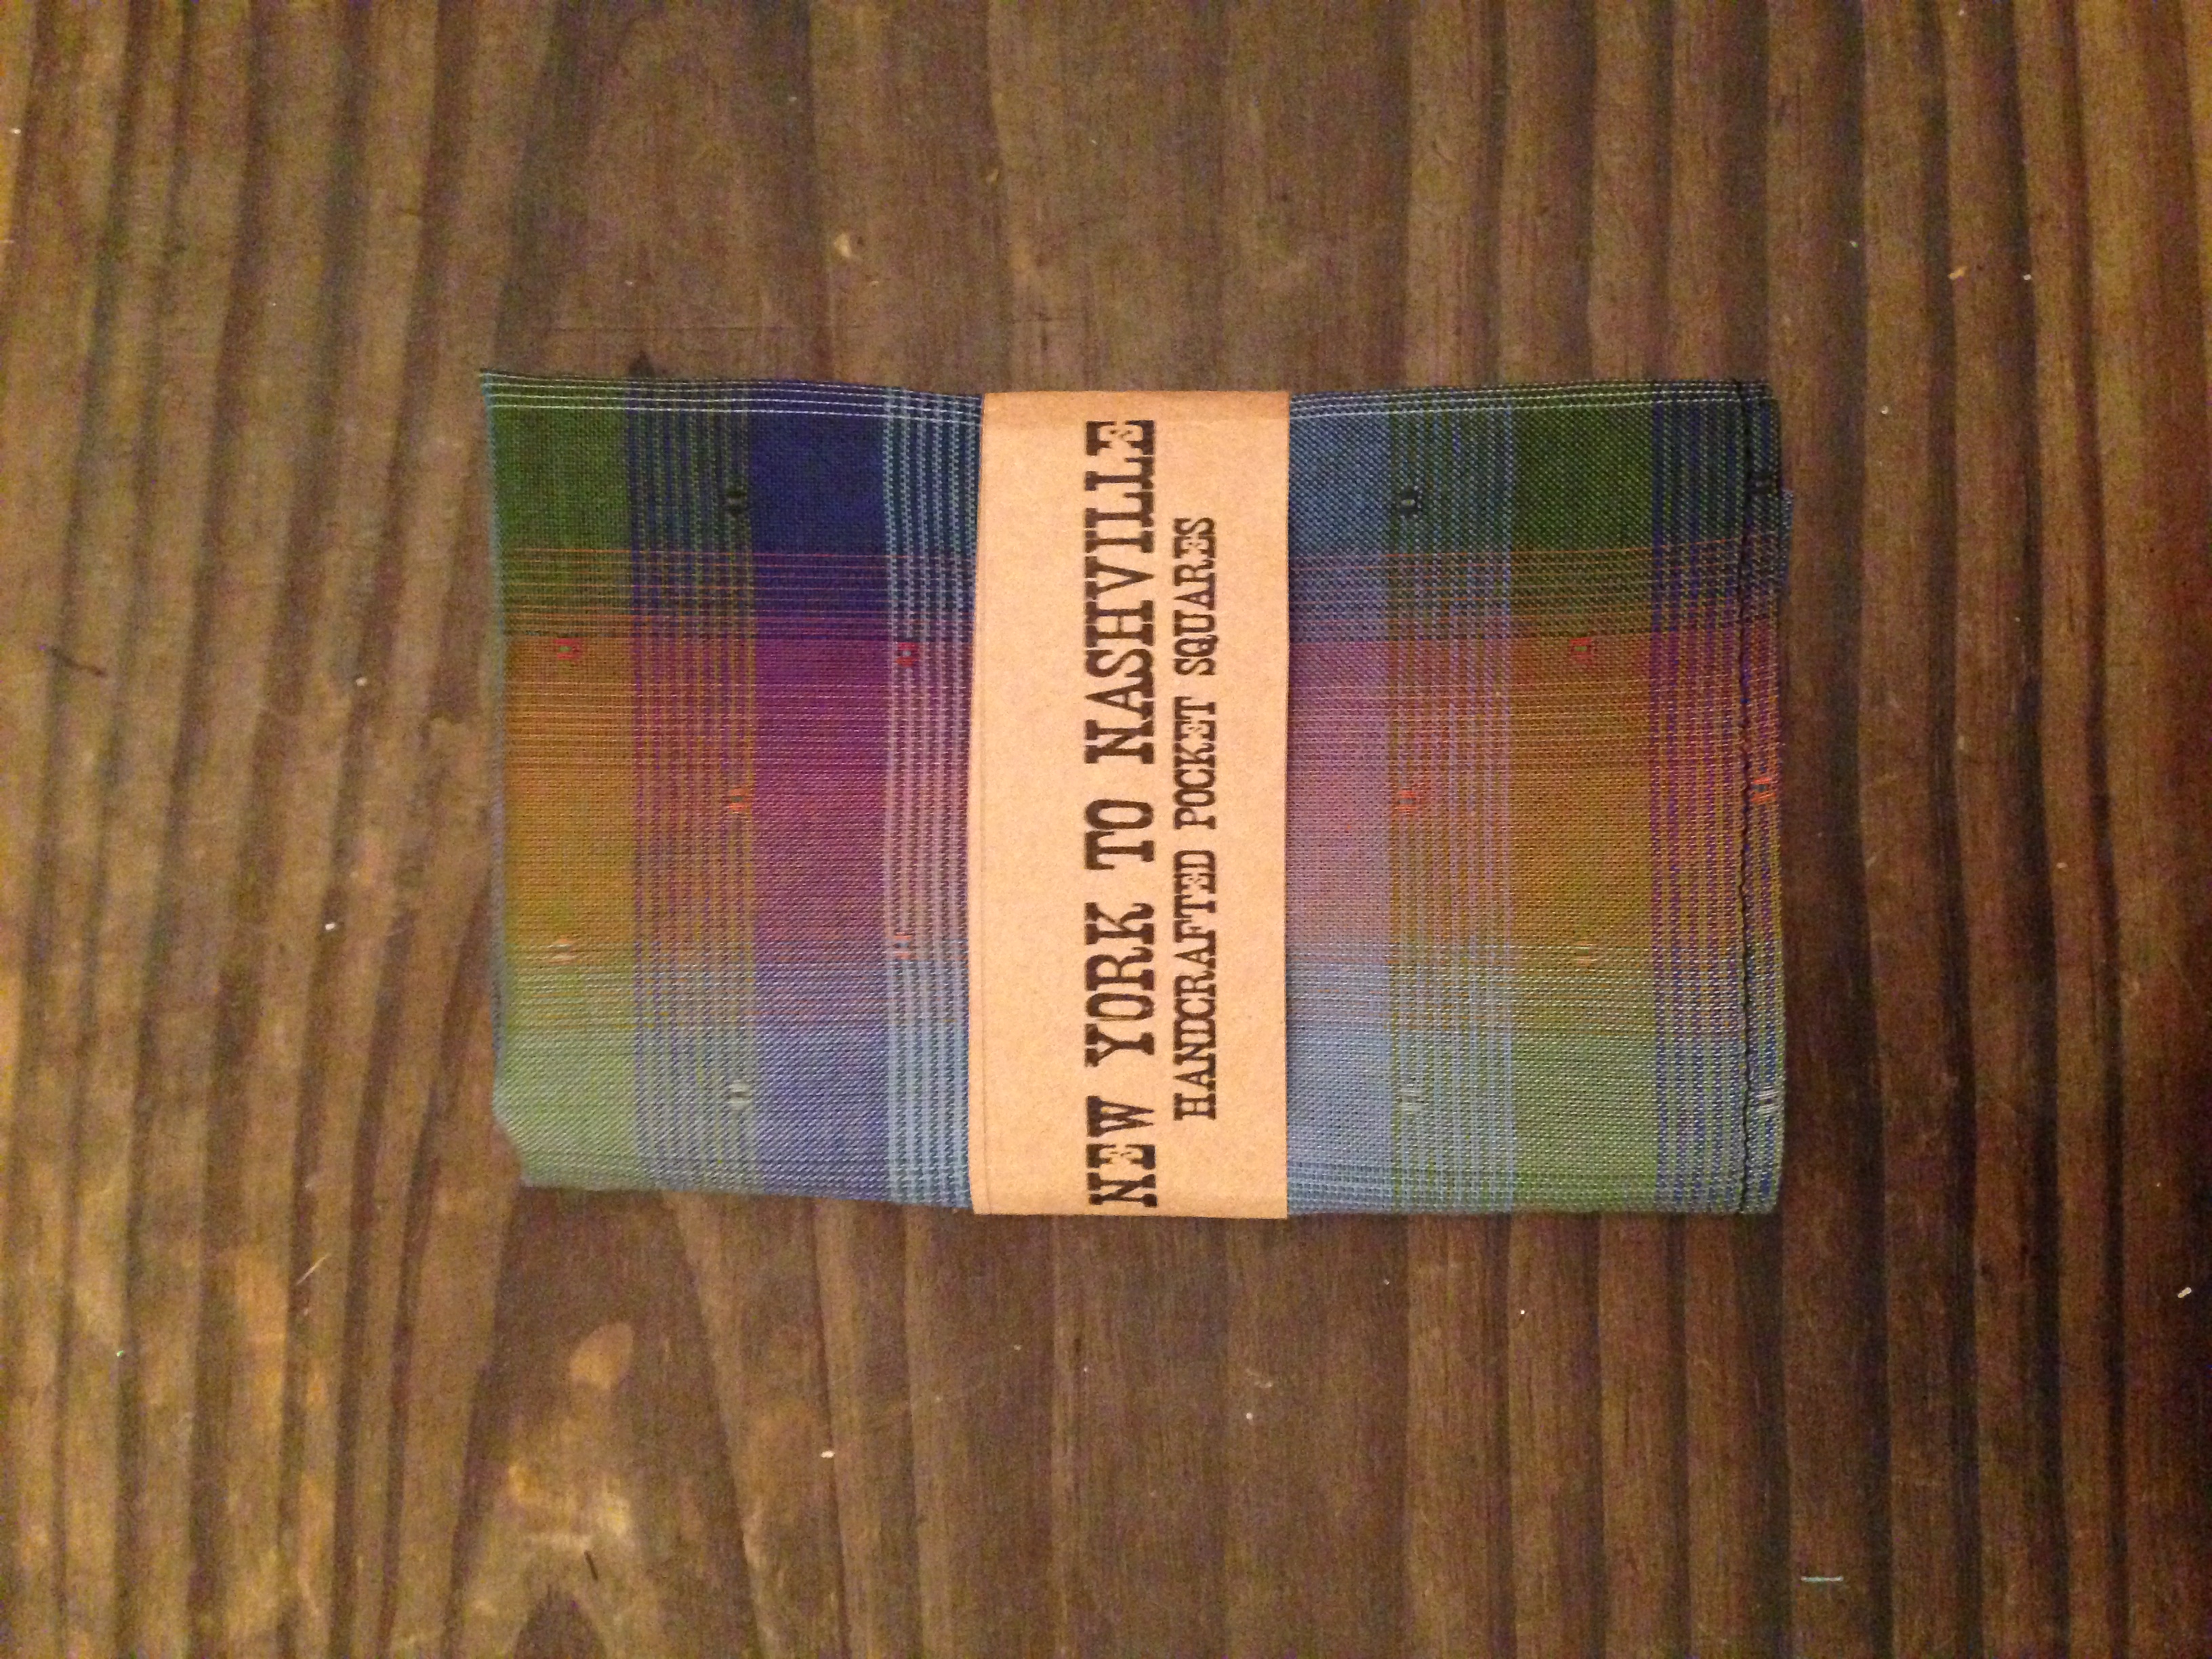 NEW YORK TO NASHVILLE
HANDCRAFTED POCKET SQUARES